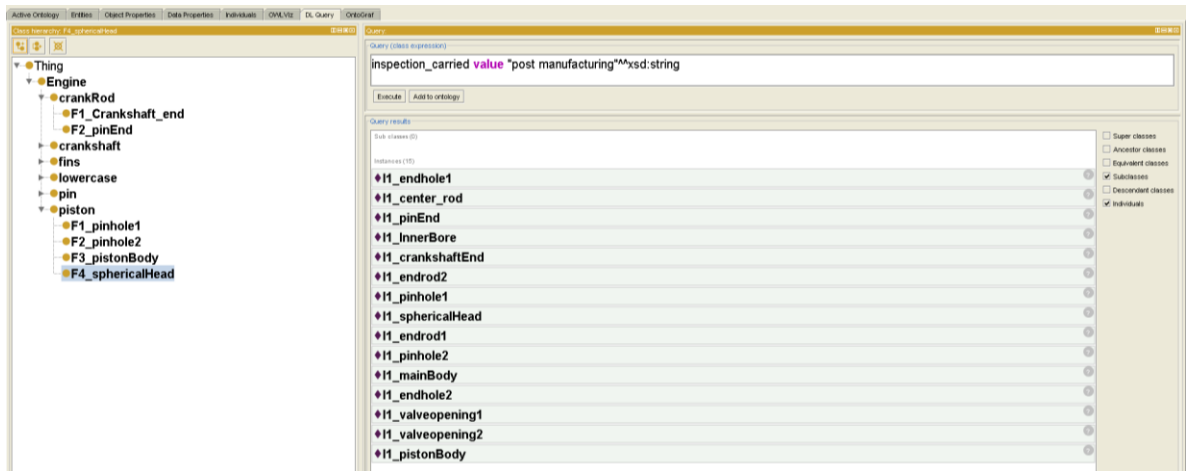 Active Ontology Entities Object Properties Data Properties Individuals OWLViz DL Query OntoGraf
Class hierarchy: F4_sphericalHead
Thing
Engine
crankRod
F1_Crankshaft_end
F2_pinEnd
crankshaft
fins
lowercase
pin
piston
F1_pinhole1
F2_pinhole2
F3_pistonBody
F4_sphericalHead
Query:
Query (class expression)
inspection_carried value "post manufacturing"^^xsd:string
Execute Add to ontology
Query results
Sub classes (0)
Instances (15)
I1_endhole1
I1_center_rod
I1_pinEnd
I1_InnerBore
I1_crankshaftEnd
I1_endrod2
I1_pinhole1
I1_sphericalHead
I1_endrod1
I1_pinhole2
I1_mainBody
I1_endhole2
I1_valveopening1
I1_valveopening2
I1_pistonBody
Super classes
Ancestor classes
Equivalent classes
Subclasses
Descendant classes
Individuals